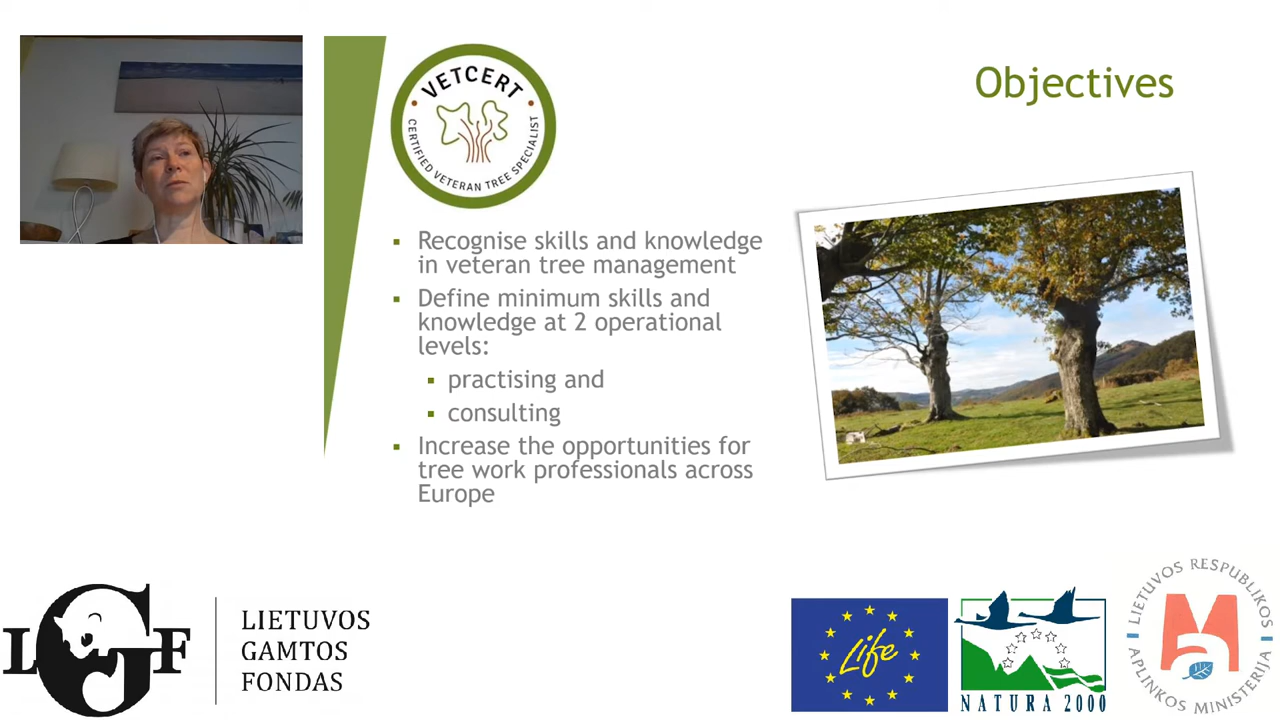 VETCERT
CERTIFIED VETERAN TREE SPECIALIST
Objectives
▪ Recognise skills and knowledge
in veteran tree management
▪ Define minimum skills and
knowledge at 2 operational
levels:
▪ practising and
▪ consulting
▪ Increase the opportunities for
tree work professionals across
Europe
LGF
LIETUVOS
GAMTOS
FONDAS
Life
NATURA 2000
LIETUVOS RESPUBLIKOS
APLINKOS MINISTERIJA